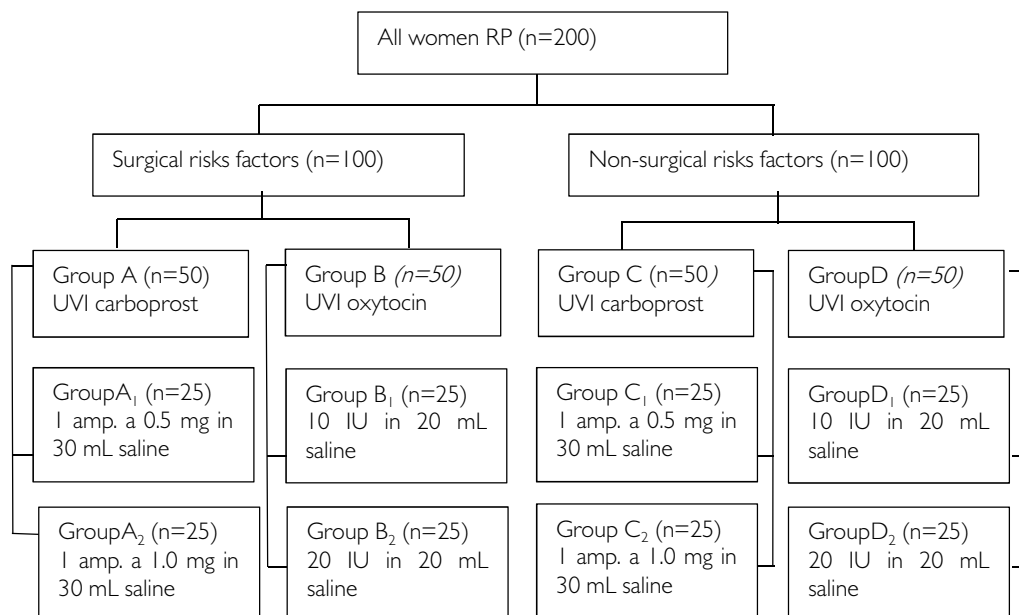 All women RP (n=200)
Surgical risks factors (n=100)
Non-surgical risks factors (n=100)
Group A (n=50)
UVI carboprost
Group B (n=50)
UVI oxytocin
Group C (n=50)
UVI carboprost
GroupD (n=50)
UVI oxytocin
GroupA₁ (n=25)
1 amp. a 0.5 mg in
30 mL saline
Group B₁ (n=25)
10 IU in 20 mL
saline
Group C₁ (n=25)
1 amp. a 0.5 mg in
30 mL saline
GroupD₁ (n=25)
10 IU in 20 mL
saline
GroupA₂ (n=25)
1 amp. a 1.0 mg in
30 mL saline
Group B₂ (n=25)
20 IU in 20 mL
saline
Group C₂ (n=25)
1 amp. a 1.0 mg in
30 mL saline
GroupD₂ (n=25)
20 IU in 20 mL
saline